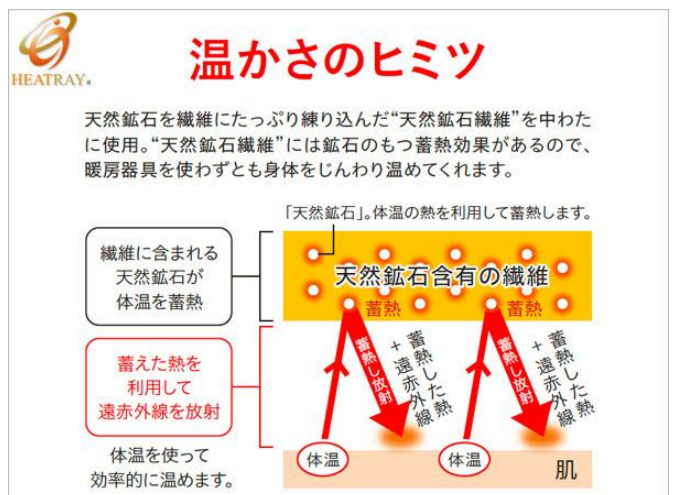 HEATRAY®
温かさのヒミツ
天然鉱石を繊維にたっぷり練り込んだ“天然鉱石繊維”を中わた
に使用。“天然鉱石繊維”には鉱石のもつ蓄熱効果があるので、
暖房器具を使わずとも身体をじんわり温めてくれます。
「天然鉱石」。体温の熱を利用して蓄熱します。
繊維に含まれる
天然鉱石が
体温を蓄熱
天然鉱石含有の繊維
蓄熱
蓄熱
蓄えた熱を
利用して
遠赤外線を放射
蓄熱し放射
蓄熱した熱
+遠赤外線
蓄熱し放射
蓄熱した熱
+遠赤外線
体温を使って
効率的に温めます。
体温
体温
肌